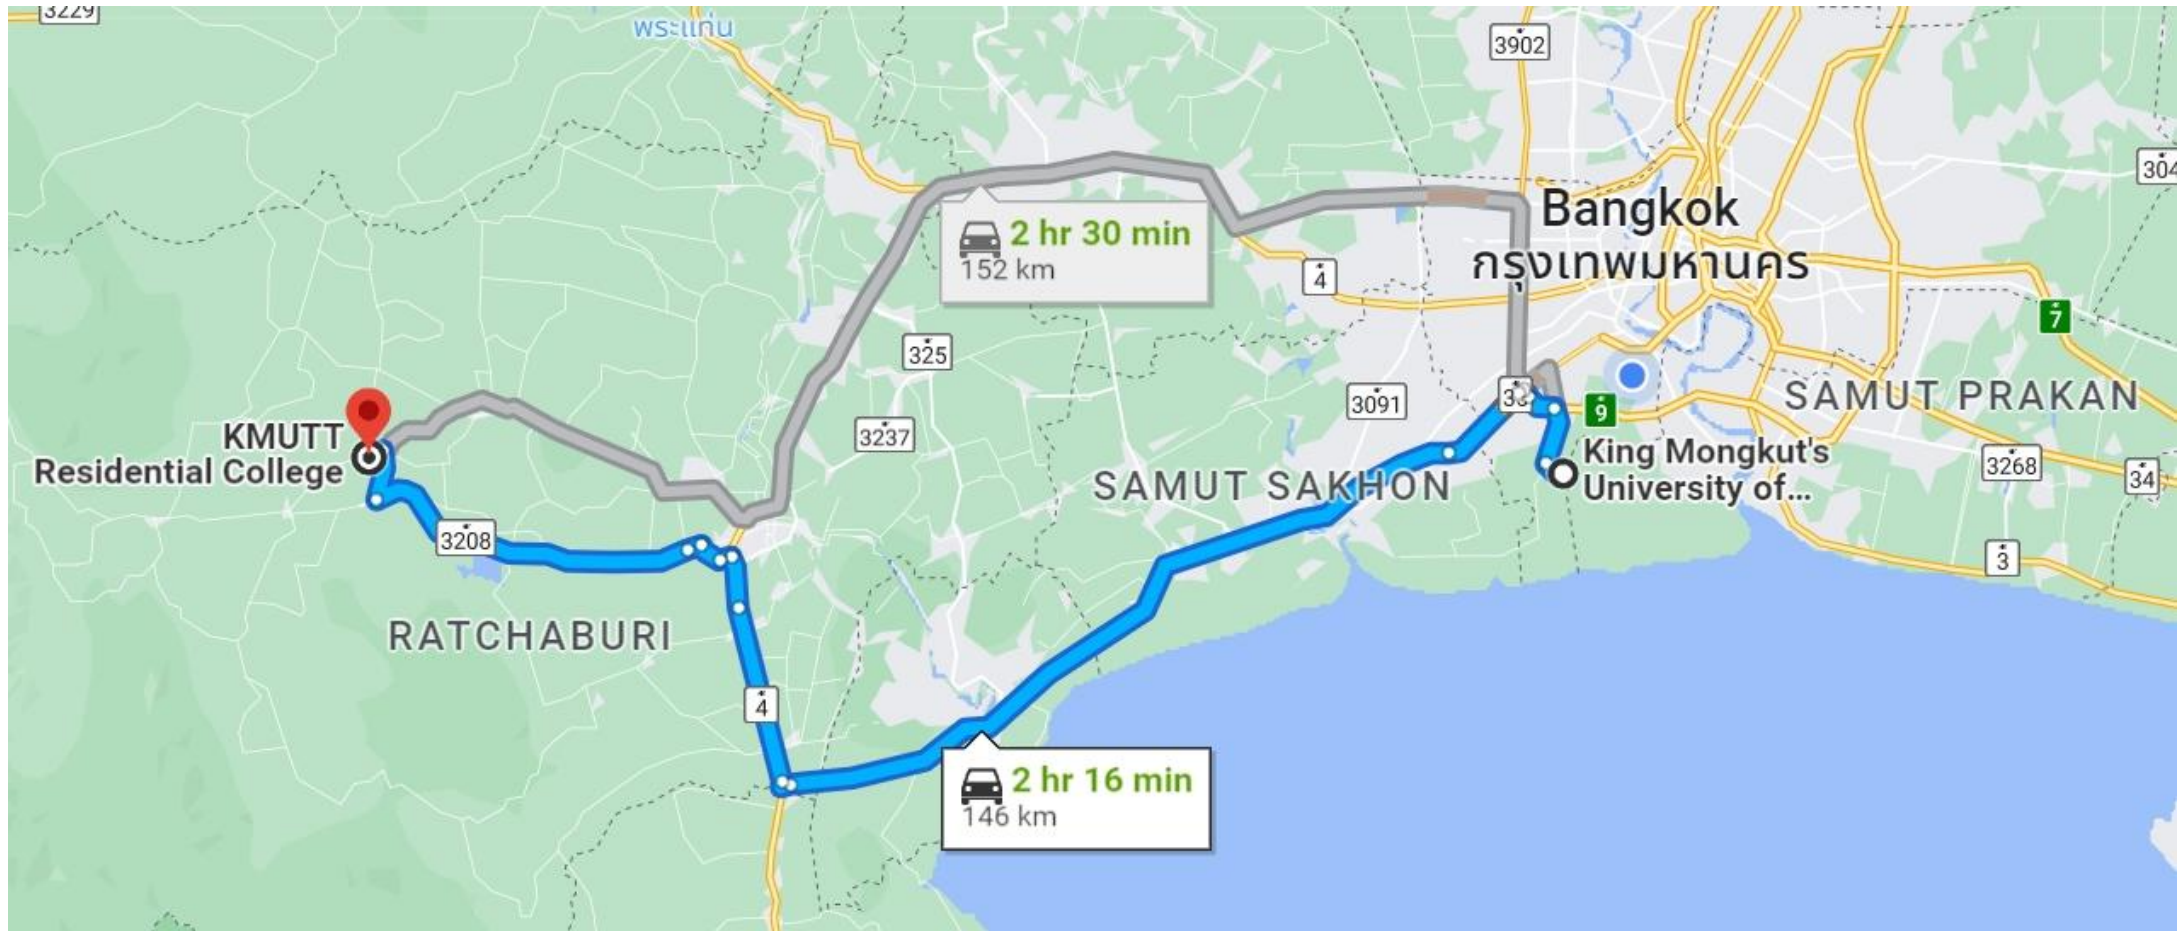 3229
พระแท่น
3902
304
Bangkok
กรุงเทพมหานคร
2 hr 30 min
152 km
4
7
325
3091
3237
9
SAMUT PRAKAN
KMUTT
Residential College
King Mongkut's
University of...
3268
34
SAMUT SAKHON
3208
3
RATCHABURI
4
2 hr 16 min
146 km